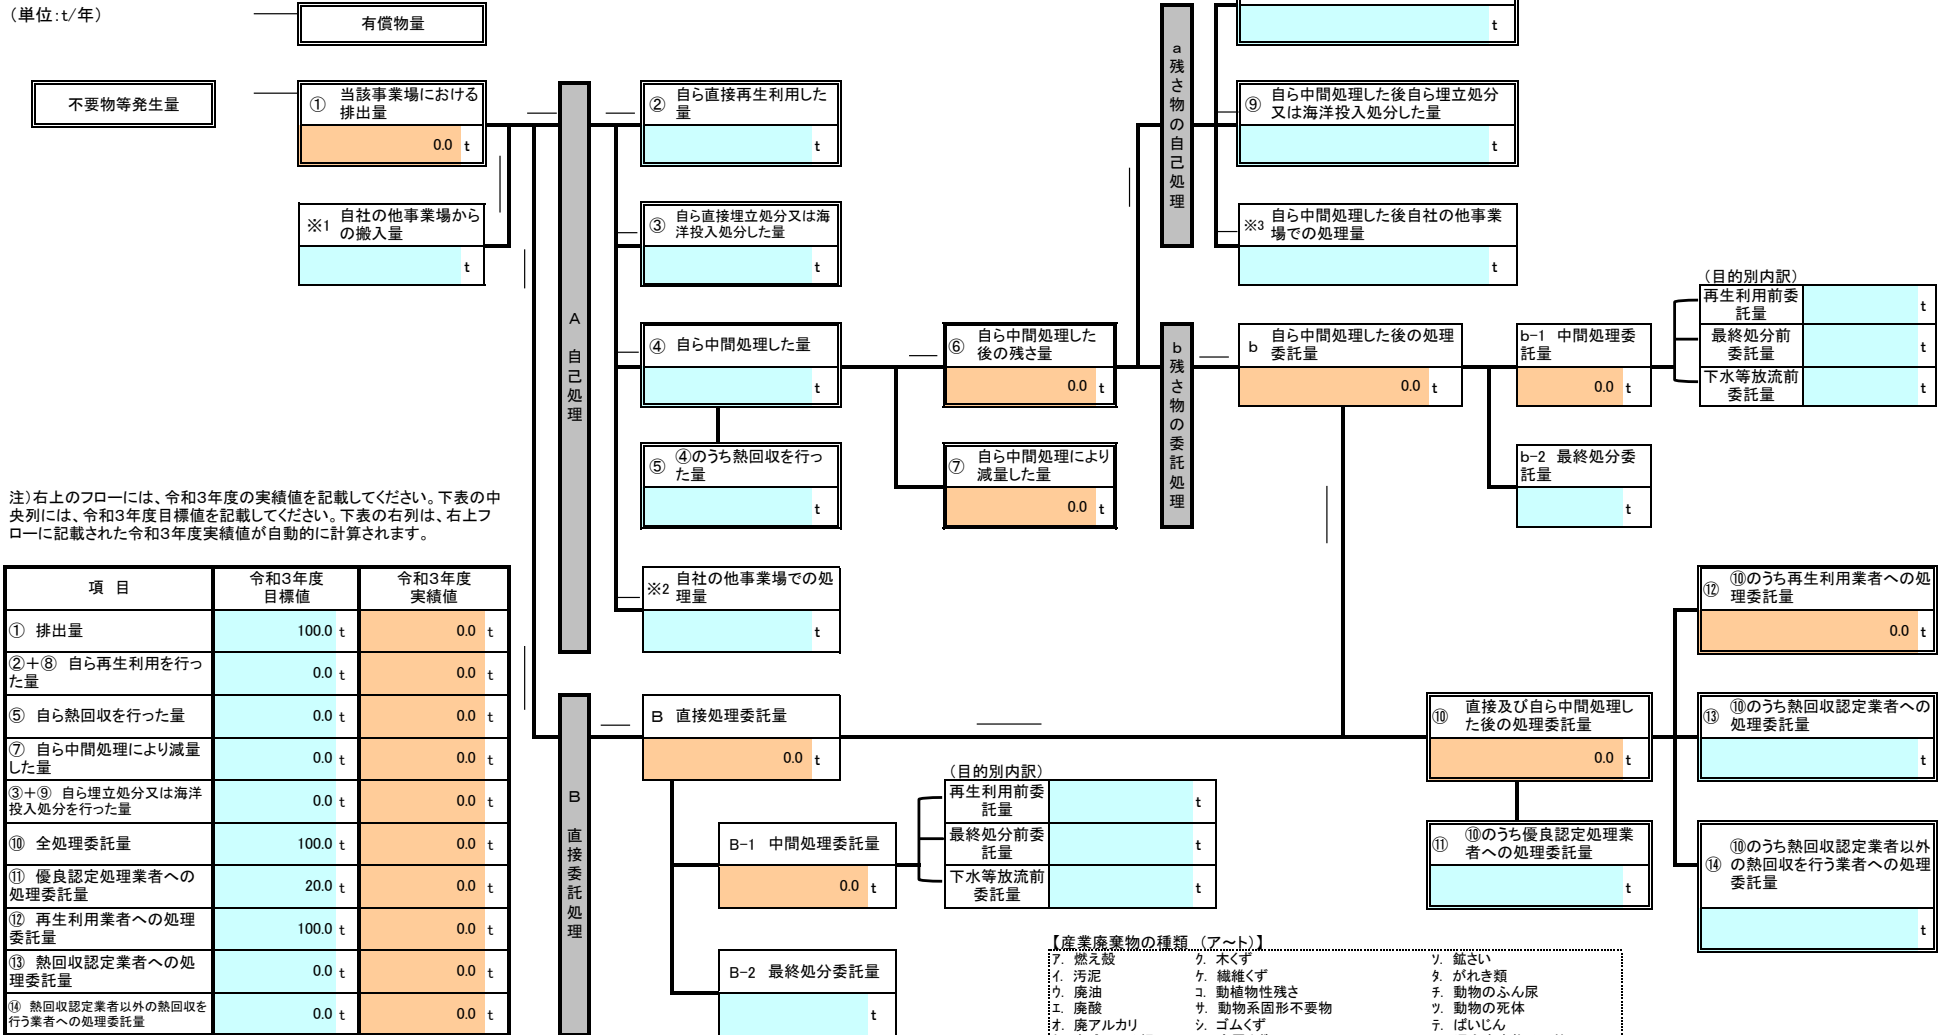 (単位:t/年)
有償物量
不要物等発生量
① 当該事業場における
排出量
0.0 t
※1 自社の他事業場から
の搬入量
t
A 自己処理
② 自ら直接再生利用した
量
t
③ 自ら直接埋立処分又は海
洋投入処分した量
t
④ 自ら中間処理した量
t
⑤ ④のうち熱回収を行っ
た量
t
※2 自社の他事業場での処
理量
t
⑥ 自ら中間処理した
後の残さ量
0.0 t
⑦ 自ら中間処理により
減量した量
0.0 t
a 残さ物の自己処理
t
⑨ 自ら中間処理した後自ら埋立処分
又は海洋投入処分した量
t
※3 自ら中間処理した後自社の他事業
場での処理量
t
b 残さ物の委託処理
b 自ら中間処理した後の処理
委託量
0.0 t
b-1 中間処理委
託量
0.0 t
b-2 最終処分委
託量
t
(目的別内訳)
再生利用前委
託量 t
最終処分前
委託量 t
下水等放流前
委託量 t
注)右上のフローには、令和3年度の実績値を記載してください。下表の中
央列には、令和3年度目標値を記載してください。下表の右列は、右上フ
ローに記載された令和3年度実績値が自動的に計算されます。
項 目 令和3年度
目標値 令和3年度
実績値
① 排出量 100.0 t 0.0 t
②+⑧ 自ら再生利用を行っ
た量 0.0 t 0.0 t
⑤ 自ら熱回収を行った量 0.0 t 0.0 t
⑦ 自ら中間処理により減量
した量 0.0 t 0.0 t
③+⑨ 自ら埋立処分又は海洋
投入処分を行った量 0.0 t 0.0 t
⑩ 全処理委託量 100.0 t 0.0 t
⑪ 優良認定処理業者への
処理委託量 20.0 t 0.0 t
⑫ 再生利用業者への処理
委託量 100.0 t 0.0 t
⑬ 熱回収認定業者への処
理委託量 0.0 t 0.0 t
⑭ 熱回収認定業者以外の熱回収を
行う業者への処理委託量 0.0 t 0.0 t
B 直接委託処理
B 直接処理委託量
0.0 t
B-1 中間処理委託量
0.0 t
B-2 最終処分委託量
t
(目的別内訳)
再生利用前委
託量 t
最終処分前委
託量 t
下水等放流前
委託量 t
⑩ 直接及び自ら中間処理し
た後の処理委託量
0.0 t
⑪ ⑩のうち優良認定処理業
者への処理委託量
t
⑫ ⑩のうち再生利用業者への処
理委託量
0.0 t
⑬ ⑩のうち熱回収認定業者への
処理委託量
t
⑭ ⑩のうち熱回収認定業者以外
の熱回収を行う業者への処理
委託量
t
【産業廃棄物の種類 (ア~ト)】
ア. 燃え殻 ク. 木くず ソ. 鉱さい
イ. 汚泥 ケ. 繊維くず タ. がれき類
ウ. 廃油 コ. 動植物性残さ チ. 動物のふん尿
エ. 廃酸 サ. 動物系固形不要物 ツ. 動物の死体
オ. 廃アルカリ シ. ゴムくず テ. ばいじん